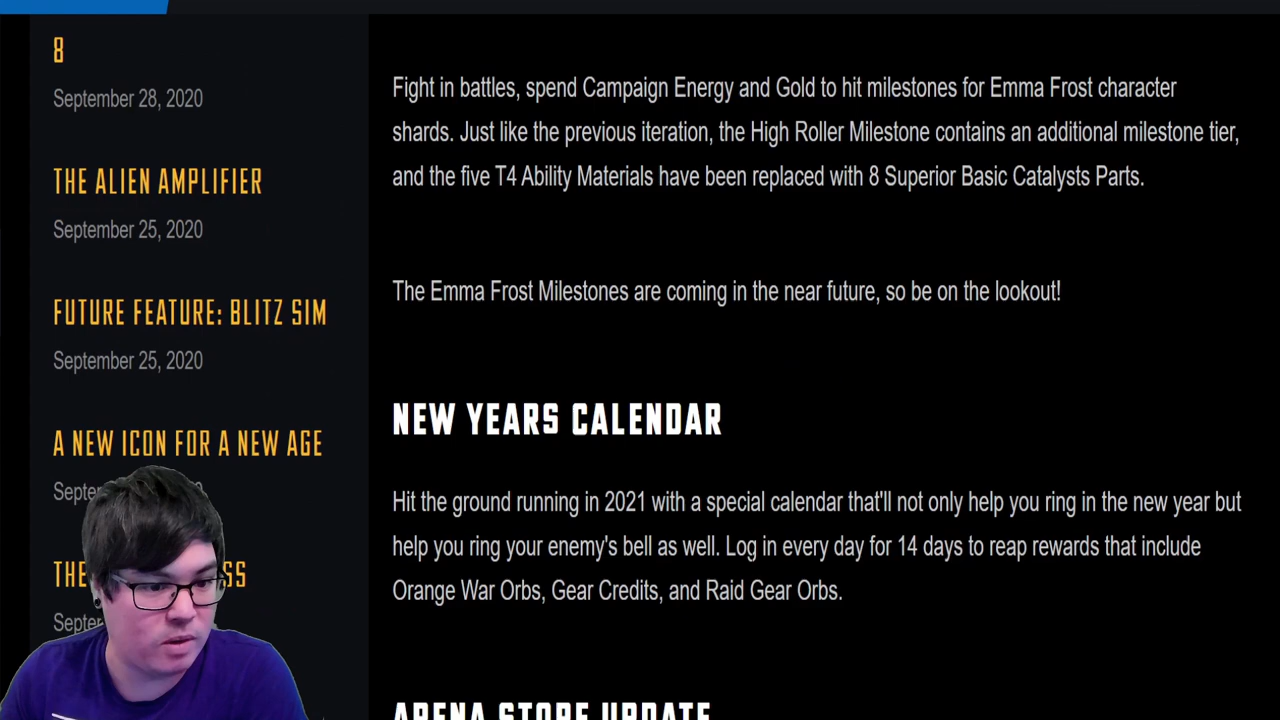 8
September 28, 2020
THE ALIEN AMPLIFIER
September 25, 2020
FUTURE FEATURE: BLITZ SIM
September 25, 2020
A NEW ICON FOR A NEW AGE
THE
Fight in battles, spend Campaign Energy and Gold to hit milestones for Emma Frost character
shards. Just like the previous iteration, the High Roller Milestone contains an additional milestone tier,
and the five T4 Ability Materials have been replaced with 8 Superior Basic Catalysts Parts.
The Emma Frost Milestones are coming in the near future, so be on the lookout!
NEW YEARS CALENDAR
Hit the ground running in 2021 with a special calendar that'll not only help you ring in the new year but
help you ring your enemy's bell as well. Log in every day for 14 days to reap rewards that include
Orange War Orbs, Gear Credits, and Raid Gear Orbs.
ARENA STORE UPDATE